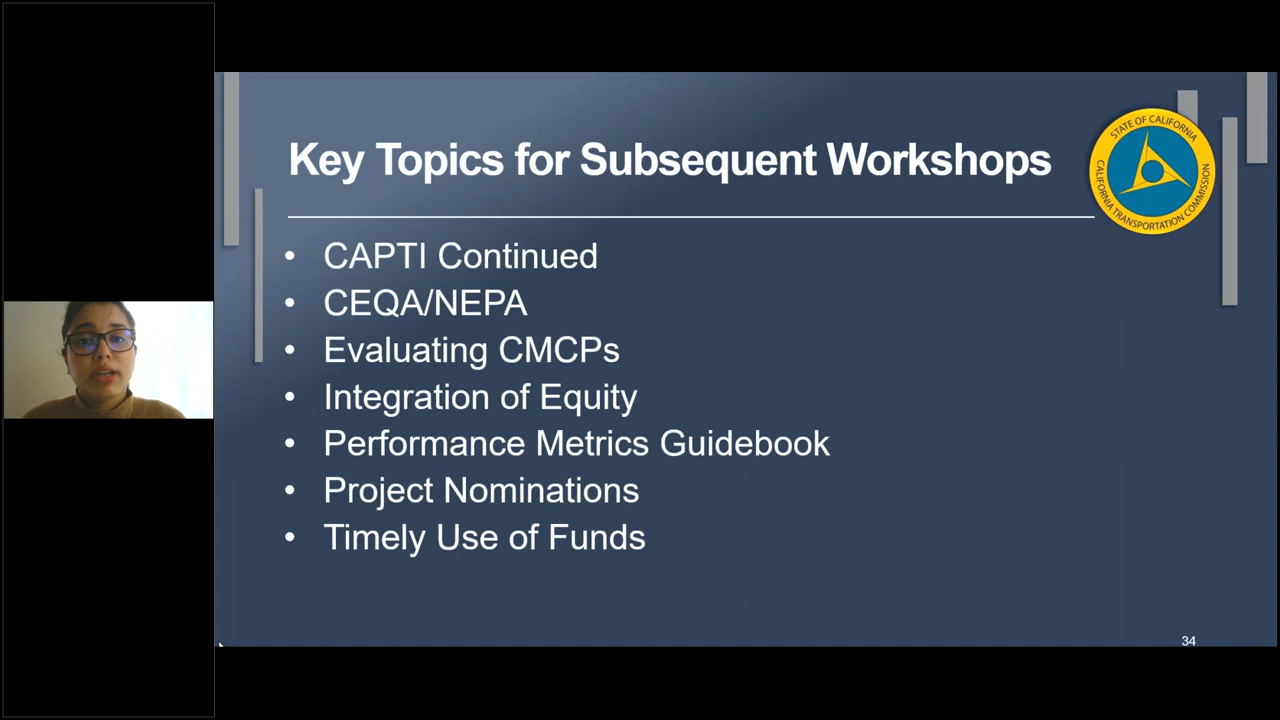 Key Topics for Subsequent Workshops
STATE OF CALIFORNIA
CALIFORNIA TRANSPORTATION COMMISSION
• CAPTI Continued
• CEQA/NEPA
• Evaluating CMCPs
• Integration of Equity
• Performance Metrics Guidebook
• Project Nominations
• Timely Use of Funds
34